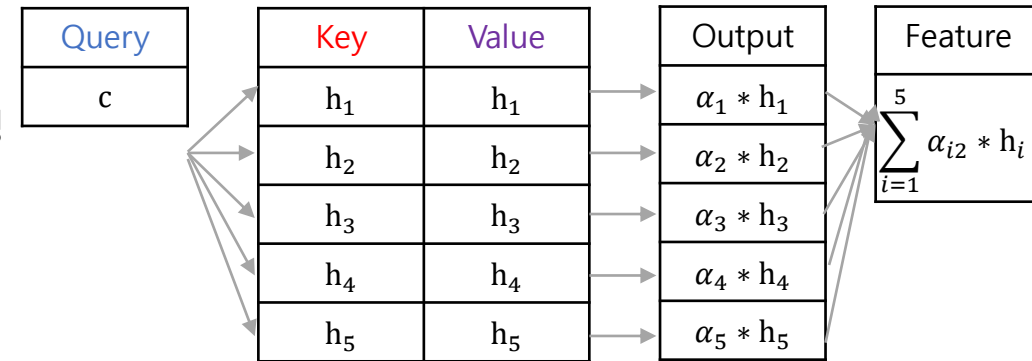 Query Key Value Output Feature
c h₁ h₁ α₁ * h₁
h₂ h₂ α₂ * h₂
h₃ h₃ α₃ * h₃
h₄ h₄ α₄ * h₄
h₅ h₅ α₅ * h₅
5
∑ αᵢ₂ * hᵢ
i=1